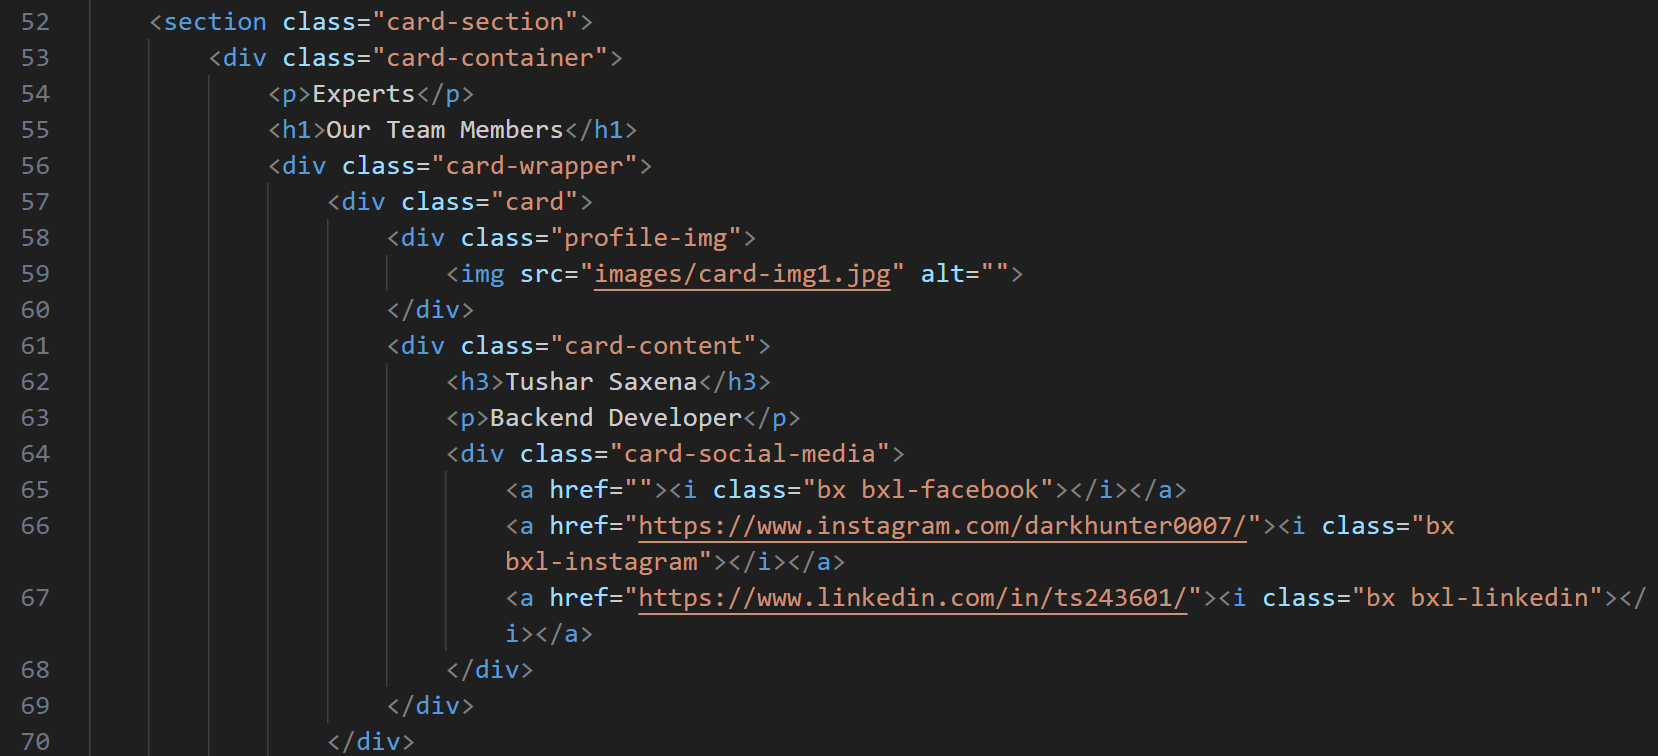 52 <section class="card-section">
53 <div class="card-container">
54 <p>Experts</p>
55 <h1>Our Team Members</h1>
56 <div class="card-wrapper">
57 <div class="card">
58 <div class="profile-img">
59 <img src="images/card-img1.jpg" alt="">
60 </div>
61 <div class="card-content">
62 <h3>Tushar Saxena</h3>
63 <p>Backend Developer</p>
64 <div class="card-social-media">
65 <a href=""><i class="bx bxl-facebook"></i></a>
66 <a href="https://www.instagram.com/darkhunter0007/"><i class="bx
bxl-instagram"></i></a>
67 <a href="https://www.linkedin.com/in/ts243601/"><i class="bx bxl-linkedin"></
i></a>
68 </div>
69 </div>
70 </div>